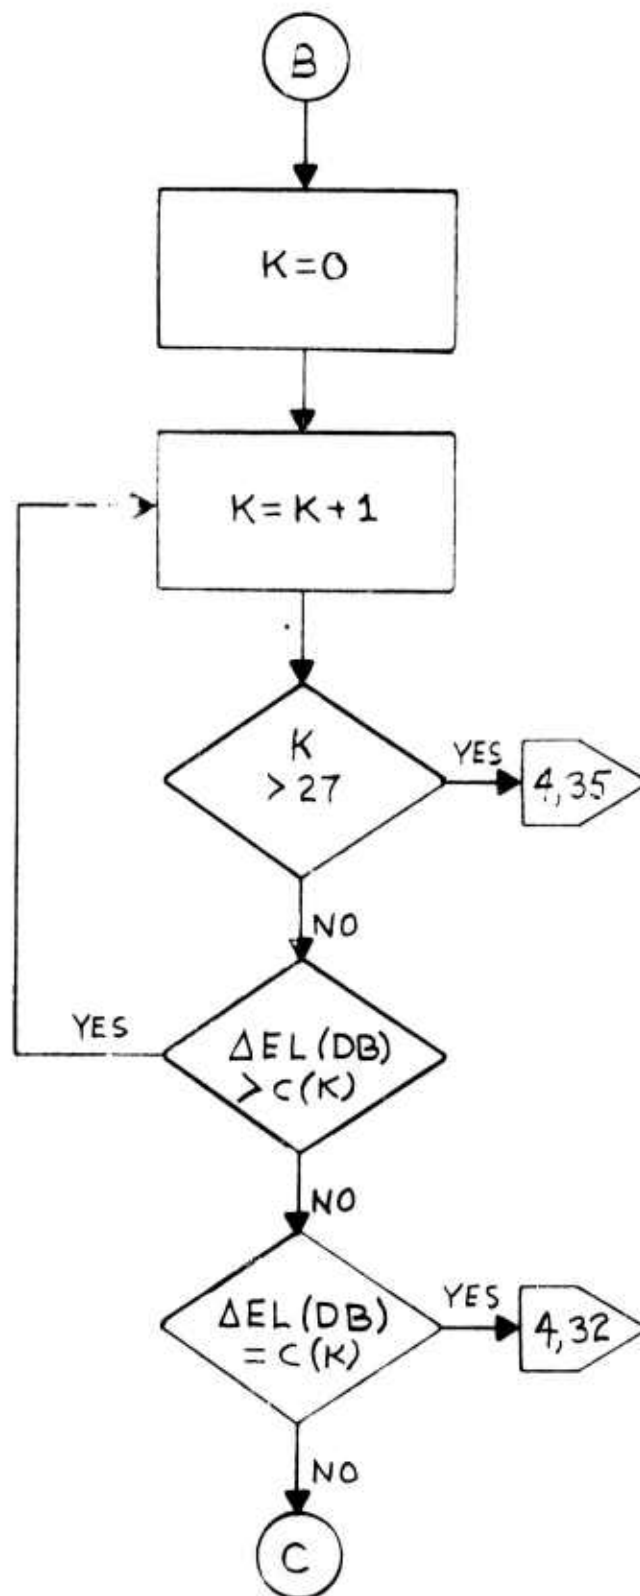 B
K=0
K=K+1
K
>27
YES
4,35
NO
YES
ΔEL(DB)
>C(K)
NO
ΔEL(DB)
=C(K)
YES
4,32
NO
C